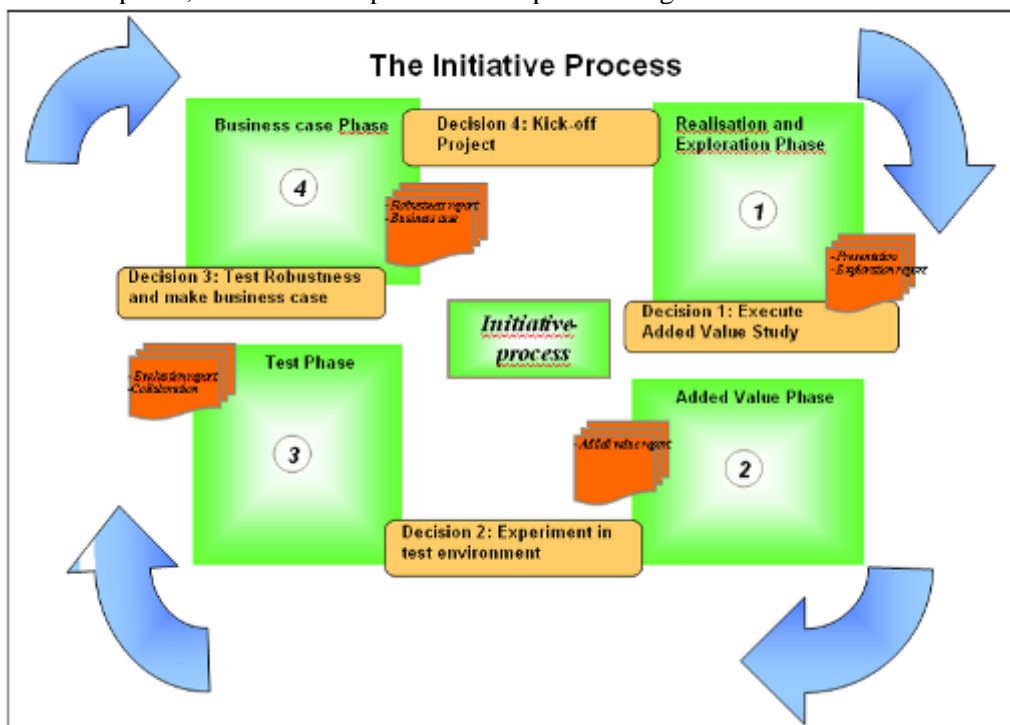 The Initiative Process
Business case Phase
4
- Robustness report
- Business case
Decision 4: Kick-off
Project
Realisation and
Exploration Phase
1
- Presentation
- Exploration report
Decision 3: Test Robustness
and make business case
Initiative-
process
Decision 1: Execute
Added Value Study
- Evaluation report
- Collaboration
Test Phase
3
Added Value Phase
- Added value report
2
Decision 2: Experiment in
test environment